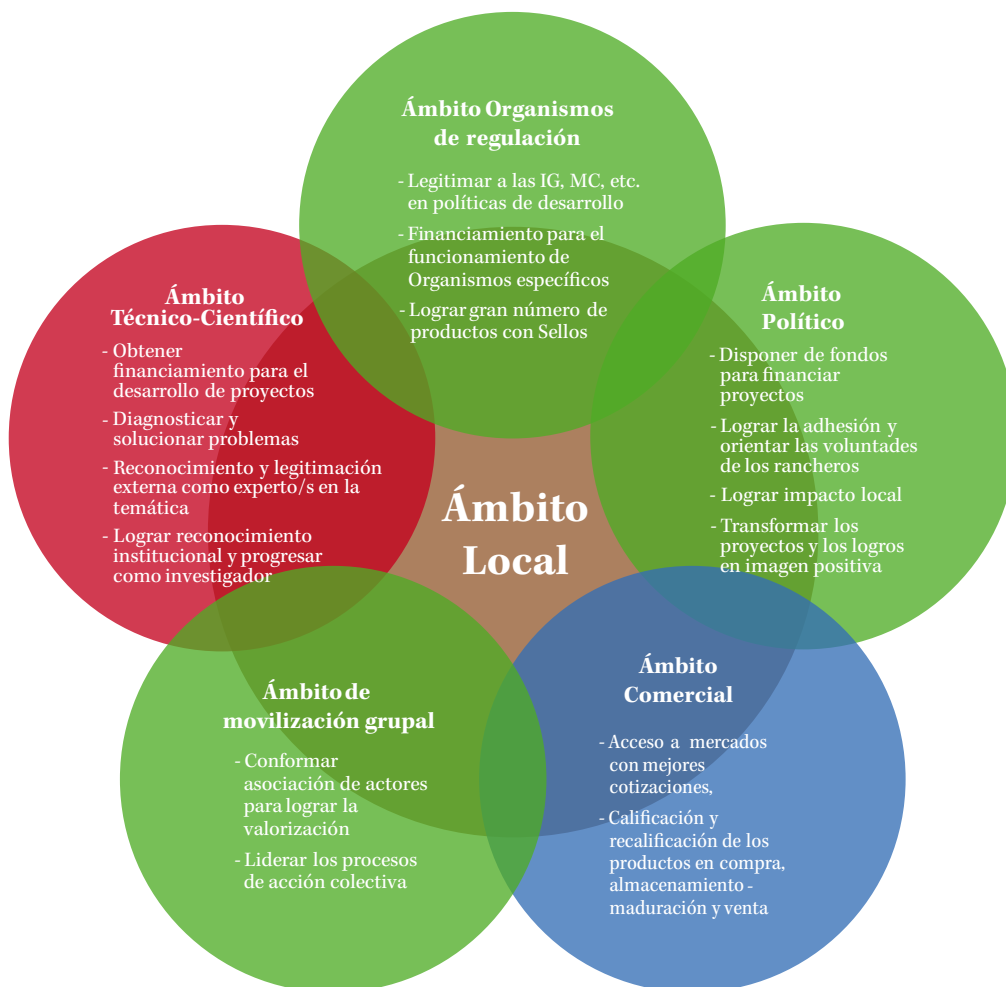 Ámbito Organismos
de regulación
- Legitimar a las IG, MC, etc.
en políticas de desarrollo
- Financiamiento para el
funcionamiento de
Organismos específicos
- Lograr gran número de
productos con Sellos
Ámbito
Técnico-Científico
- Obtener
financiamiento para el
desarrollo de proyectos
- Diagnosticar y
solucionar problemas
- Reconocimiento y legitimación
externa como experto/s en la
temática
- Lograr reconocimiento
institucional y progresar
como investigador
Ámbito
Político
- Disponer de fondos
para financiar
proyectos
- Lograr la adhesión y
orientar las voluntades
de los rancheros
- Lograr impacto local
- Transformar los
proyectos y los logros
en imagen positiva
Ámbito
Local
Ámbito de
movilización grupal
- Conformar
asociación de actores
para lograr la
valorización
- Liderar los procesos
de acción colectiva
Ámbito
Comercial
- Acceso a mercados
con mejores
cotizaciones,
- Calificación y
recalificación de los
productos en compra,
almacenamiento -
maduración y venta